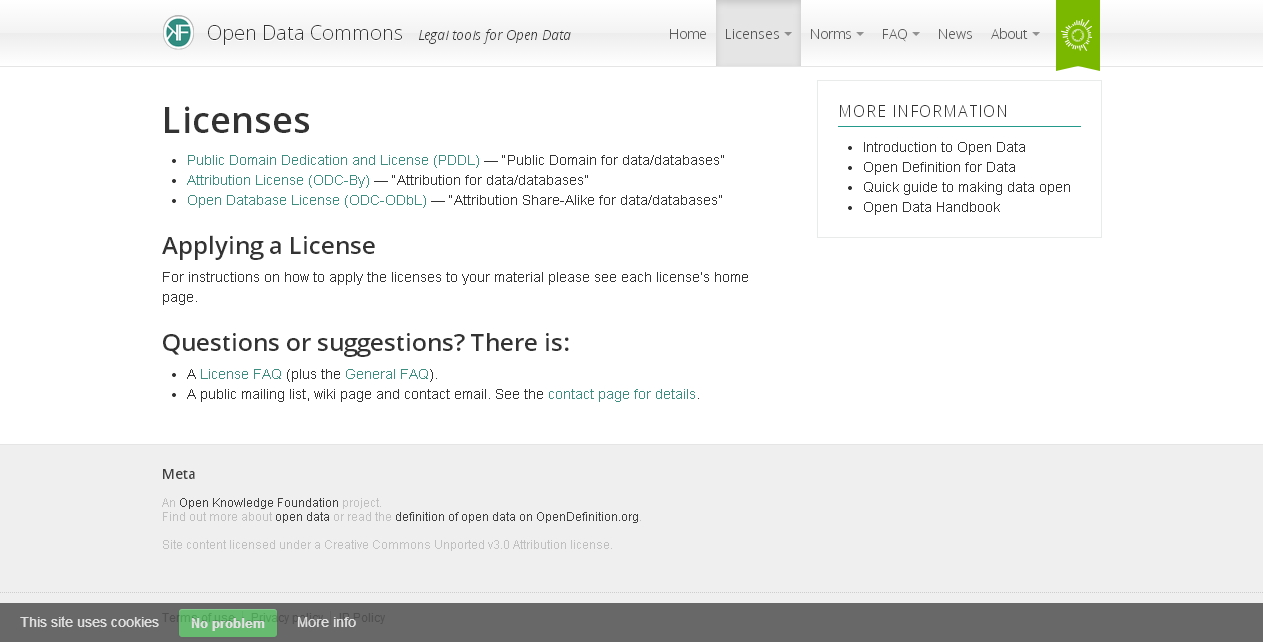 Open Data Commons Legal tools for Open Data Home Licenses Norms FAQ News About
Licenses
Public Domain Dedication and License (PDDL) — "Public Domain for data/databases"
Attribution License (ODC-By) — "Attribution for data/databases"
Open Database License (ODC-ODbL) — "Attribution Share-Alike for data/databases"
Applying a License
For instructions on how to apply the licenses to your material please see each license's home
page.
Questions or suggestions? There is:
A License FAQ (plus the General FAQ).
A public mailing list, wiki page and contact email. See the contact page for details.
MORE INFORMATION
Introduction to Open Data
Open Definition for Data
Quick guide to making data open
Open Data Handbook
Meta
An Open Knowledge Foundation project.
Find out more about open data or read the definition of open data on OpenDefinition.org.
Site content licensed under a Creative Commons Unported v3.0 Attribution license.
Terms of use | Privacy policy | IP Policy
This site uses cookies No problem More info